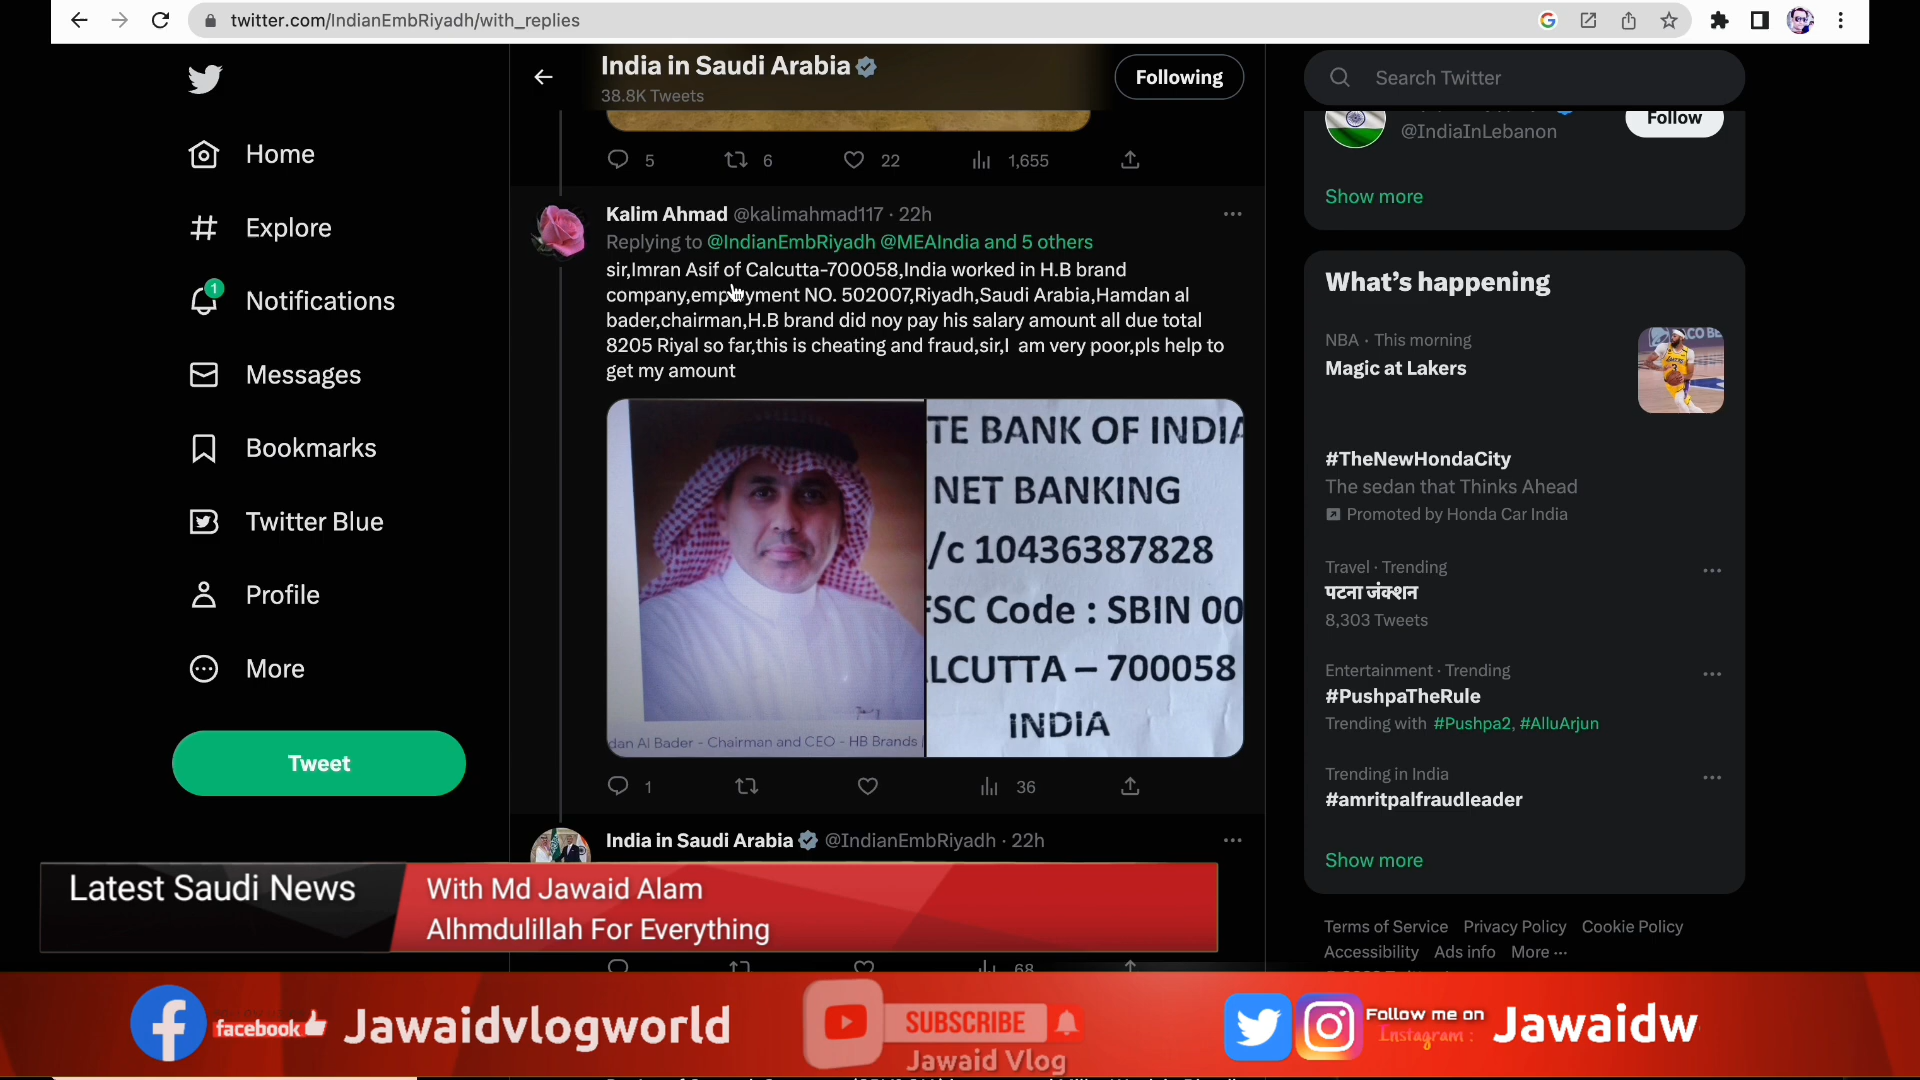 twitter.com/IndianEmbRiyadh/with_replies
India in Saudi Arabia
38.8K Tweets
Following
Search Twitter
Home
Explore
1
Notifications
Messages
Bookmarks
Twitter Blue
Profile
More
Tweet
5 6 22 1,655
Kalim Ahmad @kalimahmad117 · 22h
Replying to @IndianEmbRiyadh @MEAIndia and 5 others
sir,Imran Asif of Calcutta-700058,India worked in H.B brand
company,employment NO. 502007,Riyadh,Saudi Arabia,Hamdan al
bader,chairman,H.B brand did noy pay his salary amount all due total
8205 Riyal so far,this is cheating and fraud,sir,I am very poor,pls help to
get my amount
dan Al Bader - Chairman and CEO - HB Brands
TE BANK OF INDIA
NET BANKING
/c 10436387828
FSC Code : SBIN 00
LCUTTA – 700058
INDIA
1 36
India in Saudi Arabia @IndianEmbRiyadh · 22h
68
@IndiaInLebanon
Follow
Show more
What's happening
NBA · This morning
Magic at Lakers
#TheNewHondaCity
The sedan that Thinks Ahead
Promoted by Honda Car India
Travel · Trending
पटना जंक्शन
8,303 Tweets
Entertainment · Trending
#PushpaTheRule
Trending with #Pushpa2, #AlluArjun
Trending in India
#amritpalfraudleader
Show more
Terms of Service Privacy Policy Cookie Policy
Accessibility Ads info More ···
Latest Saudi News
With Md Jawaid Alam
Alhmdulillah For Everything
facebook
Jawaidvlogworld
SUBSCRIBE
Jawaid Vlog
Follow me on
Instagram :
Jawaidw